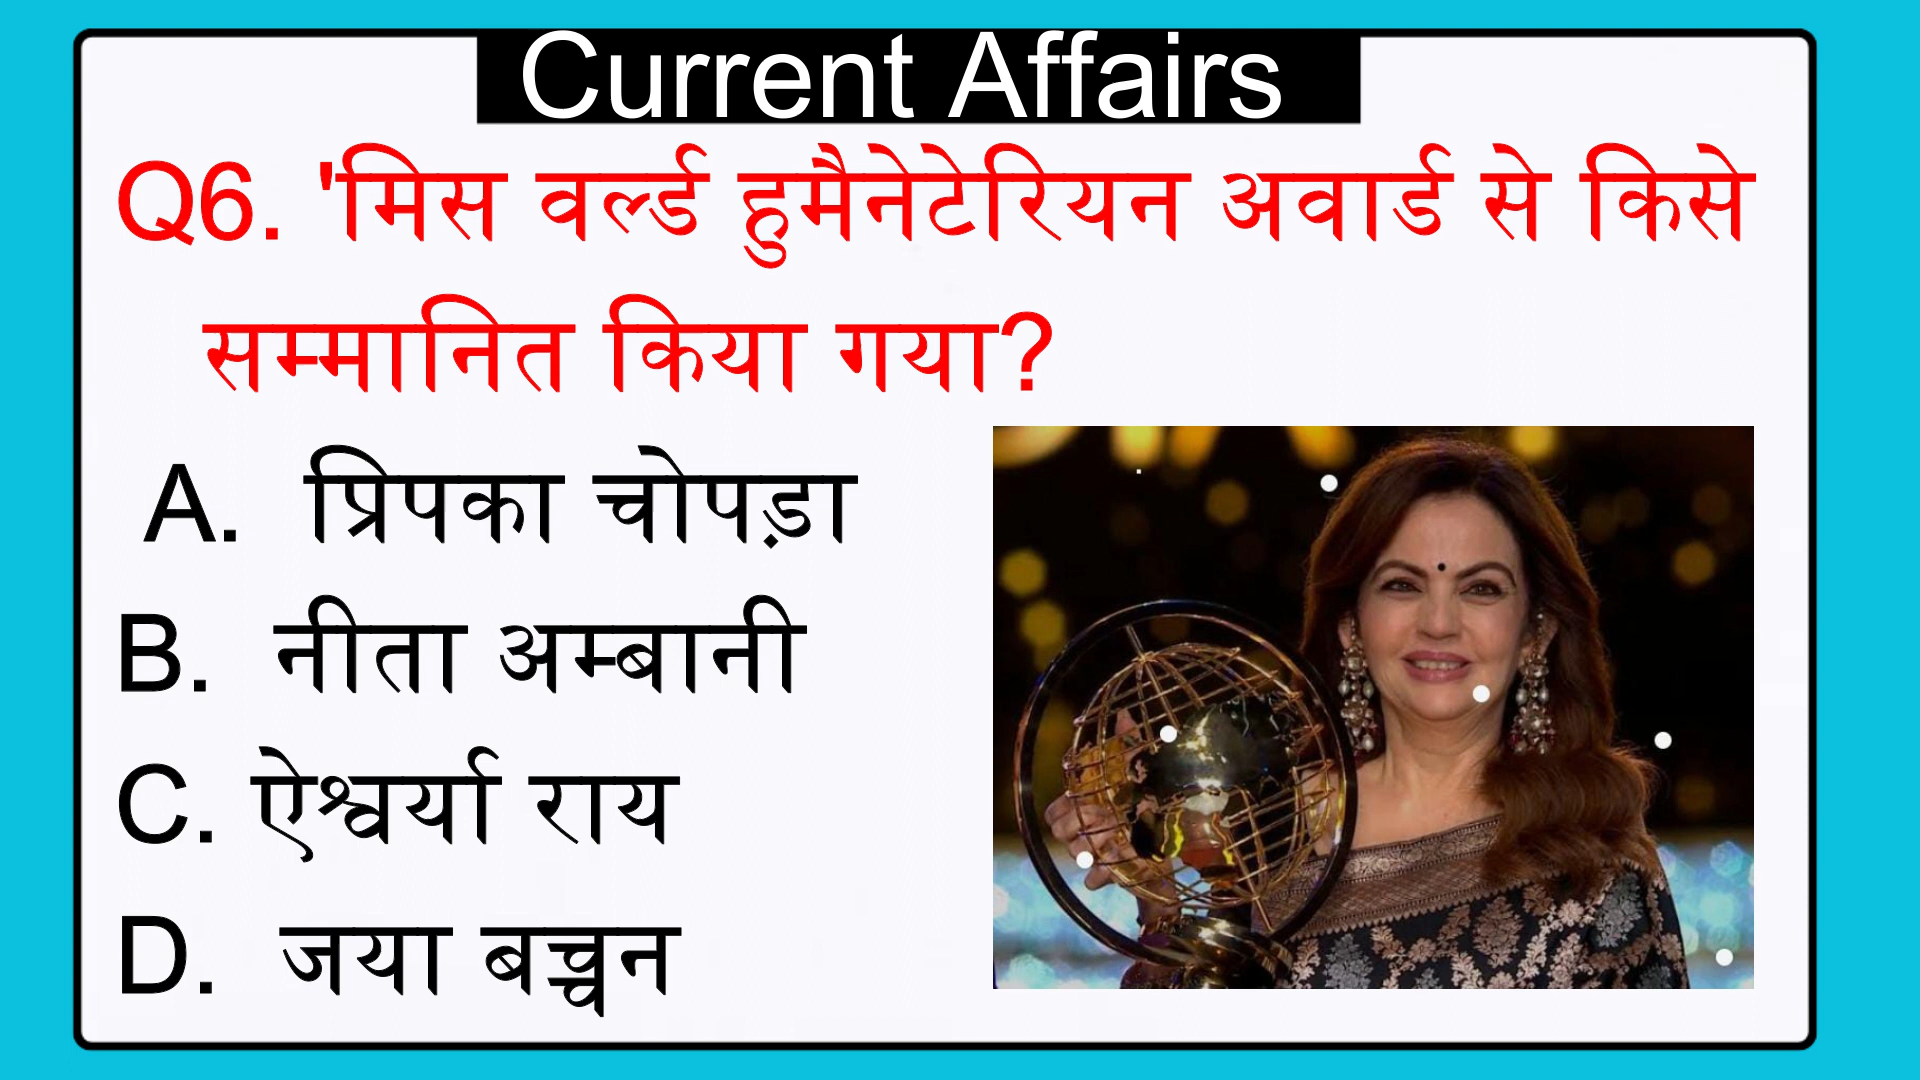 Current Affairs
Q6. 'मिस वर्ल्ड हुमैनेटेरियन अवार्ड से किसे
सम्मानित किया गया?
A. प्रिपका चोपड़ा
B. नीता अम्बानी
C. ऐश्वर्या राय
D. जया बच्चन